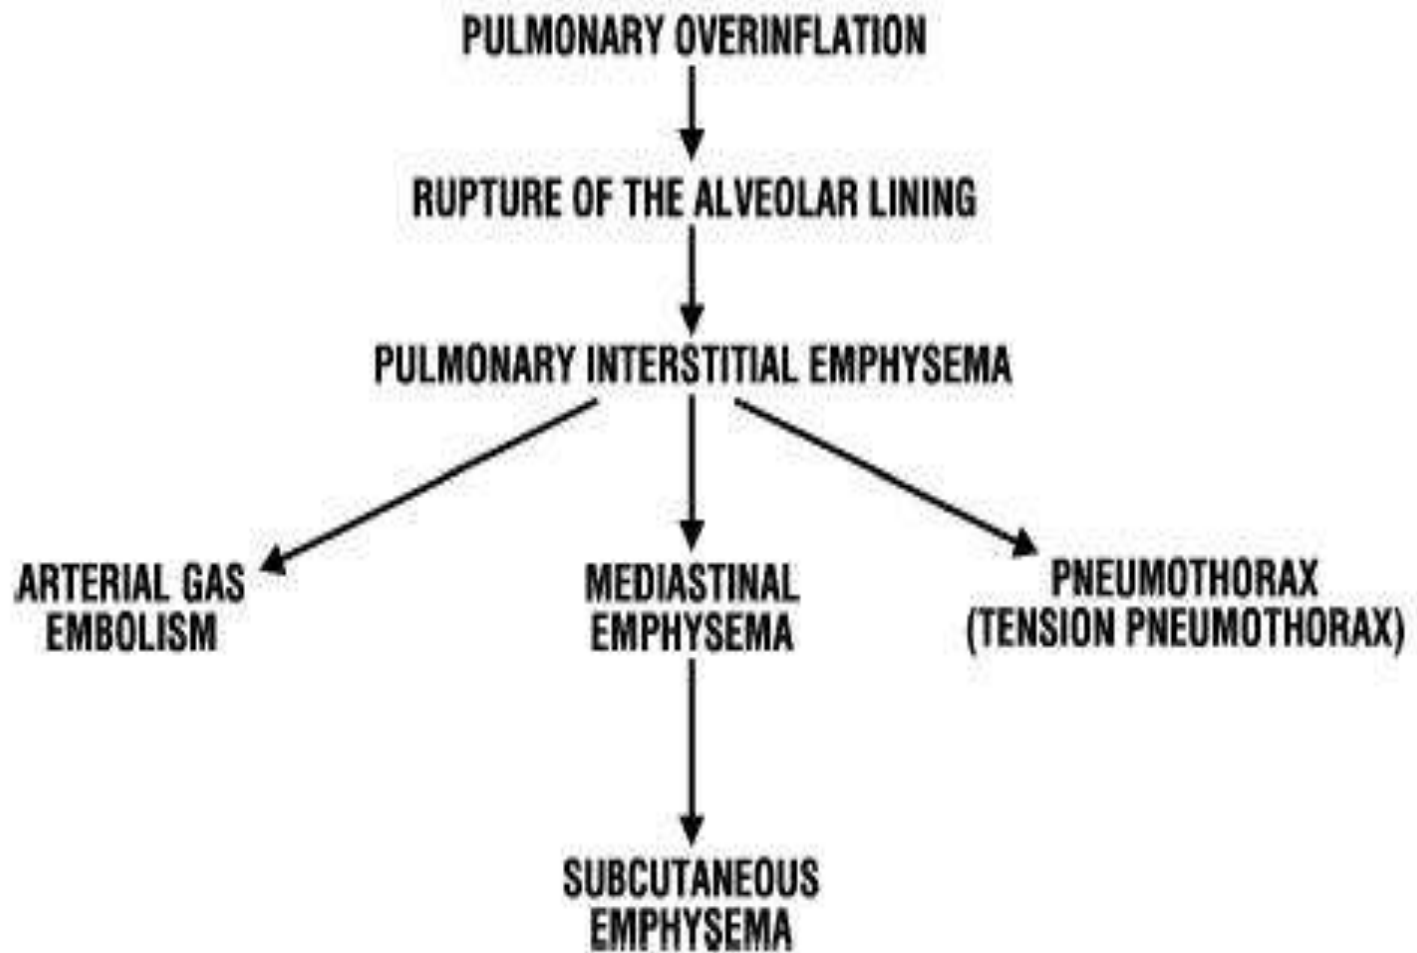 PULMONARY OVERINFLATION
RUPTURE OF THE ALVEOLAR LINING
PULMONARY INTERSTITIAL EMPHYSEMA
ARTERIAL GAS
EMBOLISM
MEDIASTINAL
EMPHYSEMA
PNEUMOTHORAX
(TENSION PNEUMOTHORAX)
SUBCUTANEOUS
EMPHYSEMA